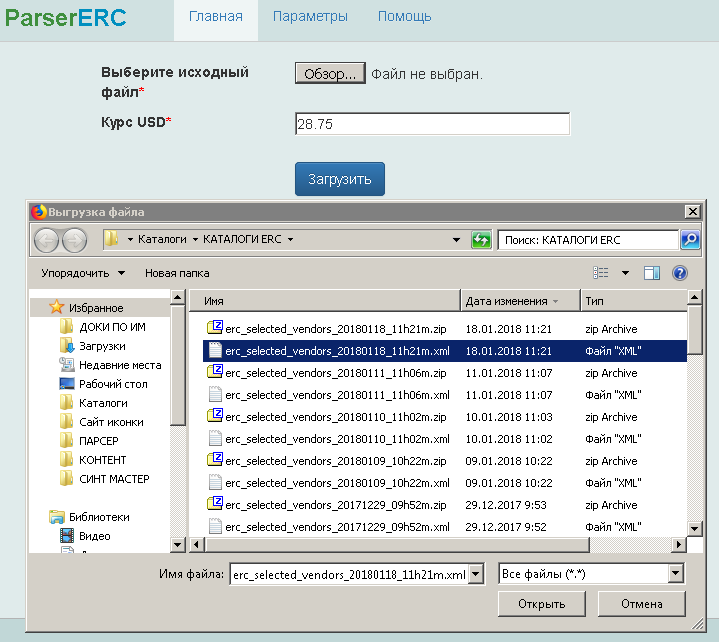 ParserERC Главная Параметры Помощь
Выберите исходный файл* Обзор... Файл не выбран.
Курс USD* 28.75
Загрузить
Выгрузка файла
Каталоги КАТАЛОГИ ERC Поиск: КАТАЛОГИ ERC
Упорядочить Новая папка
Избранное
ДОКИ ПО ИМ
Загрузки
Недавние места
Рабочий стол
Каталоги
Сайт иконки
ПАРСЕР
КОНТЕНТ
СИНТ МАСТЕР
Библиотеки
Видео
Имя Дата изменения Тип
erc_selected_vendors_20180118_11h21m.zip 18.01.2018 11:21 zip Archive
erc_selected_vendors_20180118_11h21m.xml 18.01.2018 11:21 Файл "XML"
erc_selected_vendors_20180111_11h06m.zip 11.01.2018 11:07 zip Archive
erc_selected_vendors_20180111_11h06m.xml 11.01.2018 11:07 Файл "XML"
erc_selected_vendors_20180110_11h02m.zip 10.01.2018 11:03 zip Archive
erc_selected_vendors_20180110_11h02m.xml 10.01.2018 11:02 Файл "XML"
erc_selected_vendors_20180109_10h22m.zip 09.01.2018 10:22 zip Archive
erc_selected_vendors_20180109_10h22m.xml 09.01.2018 10:22 Файл "XML"
erc_selected_vendors_20171229_09h52m.zip 29.12.2017 9:53 zip Archive
erc_selected_vendors_20171229_09h52m.xml 29.12.2017 9:52 Файл "XML"
Имя файла: erc_selected_vendors_20180118_11h21m.xml Все файлы (*.*)
Открыть Отмена